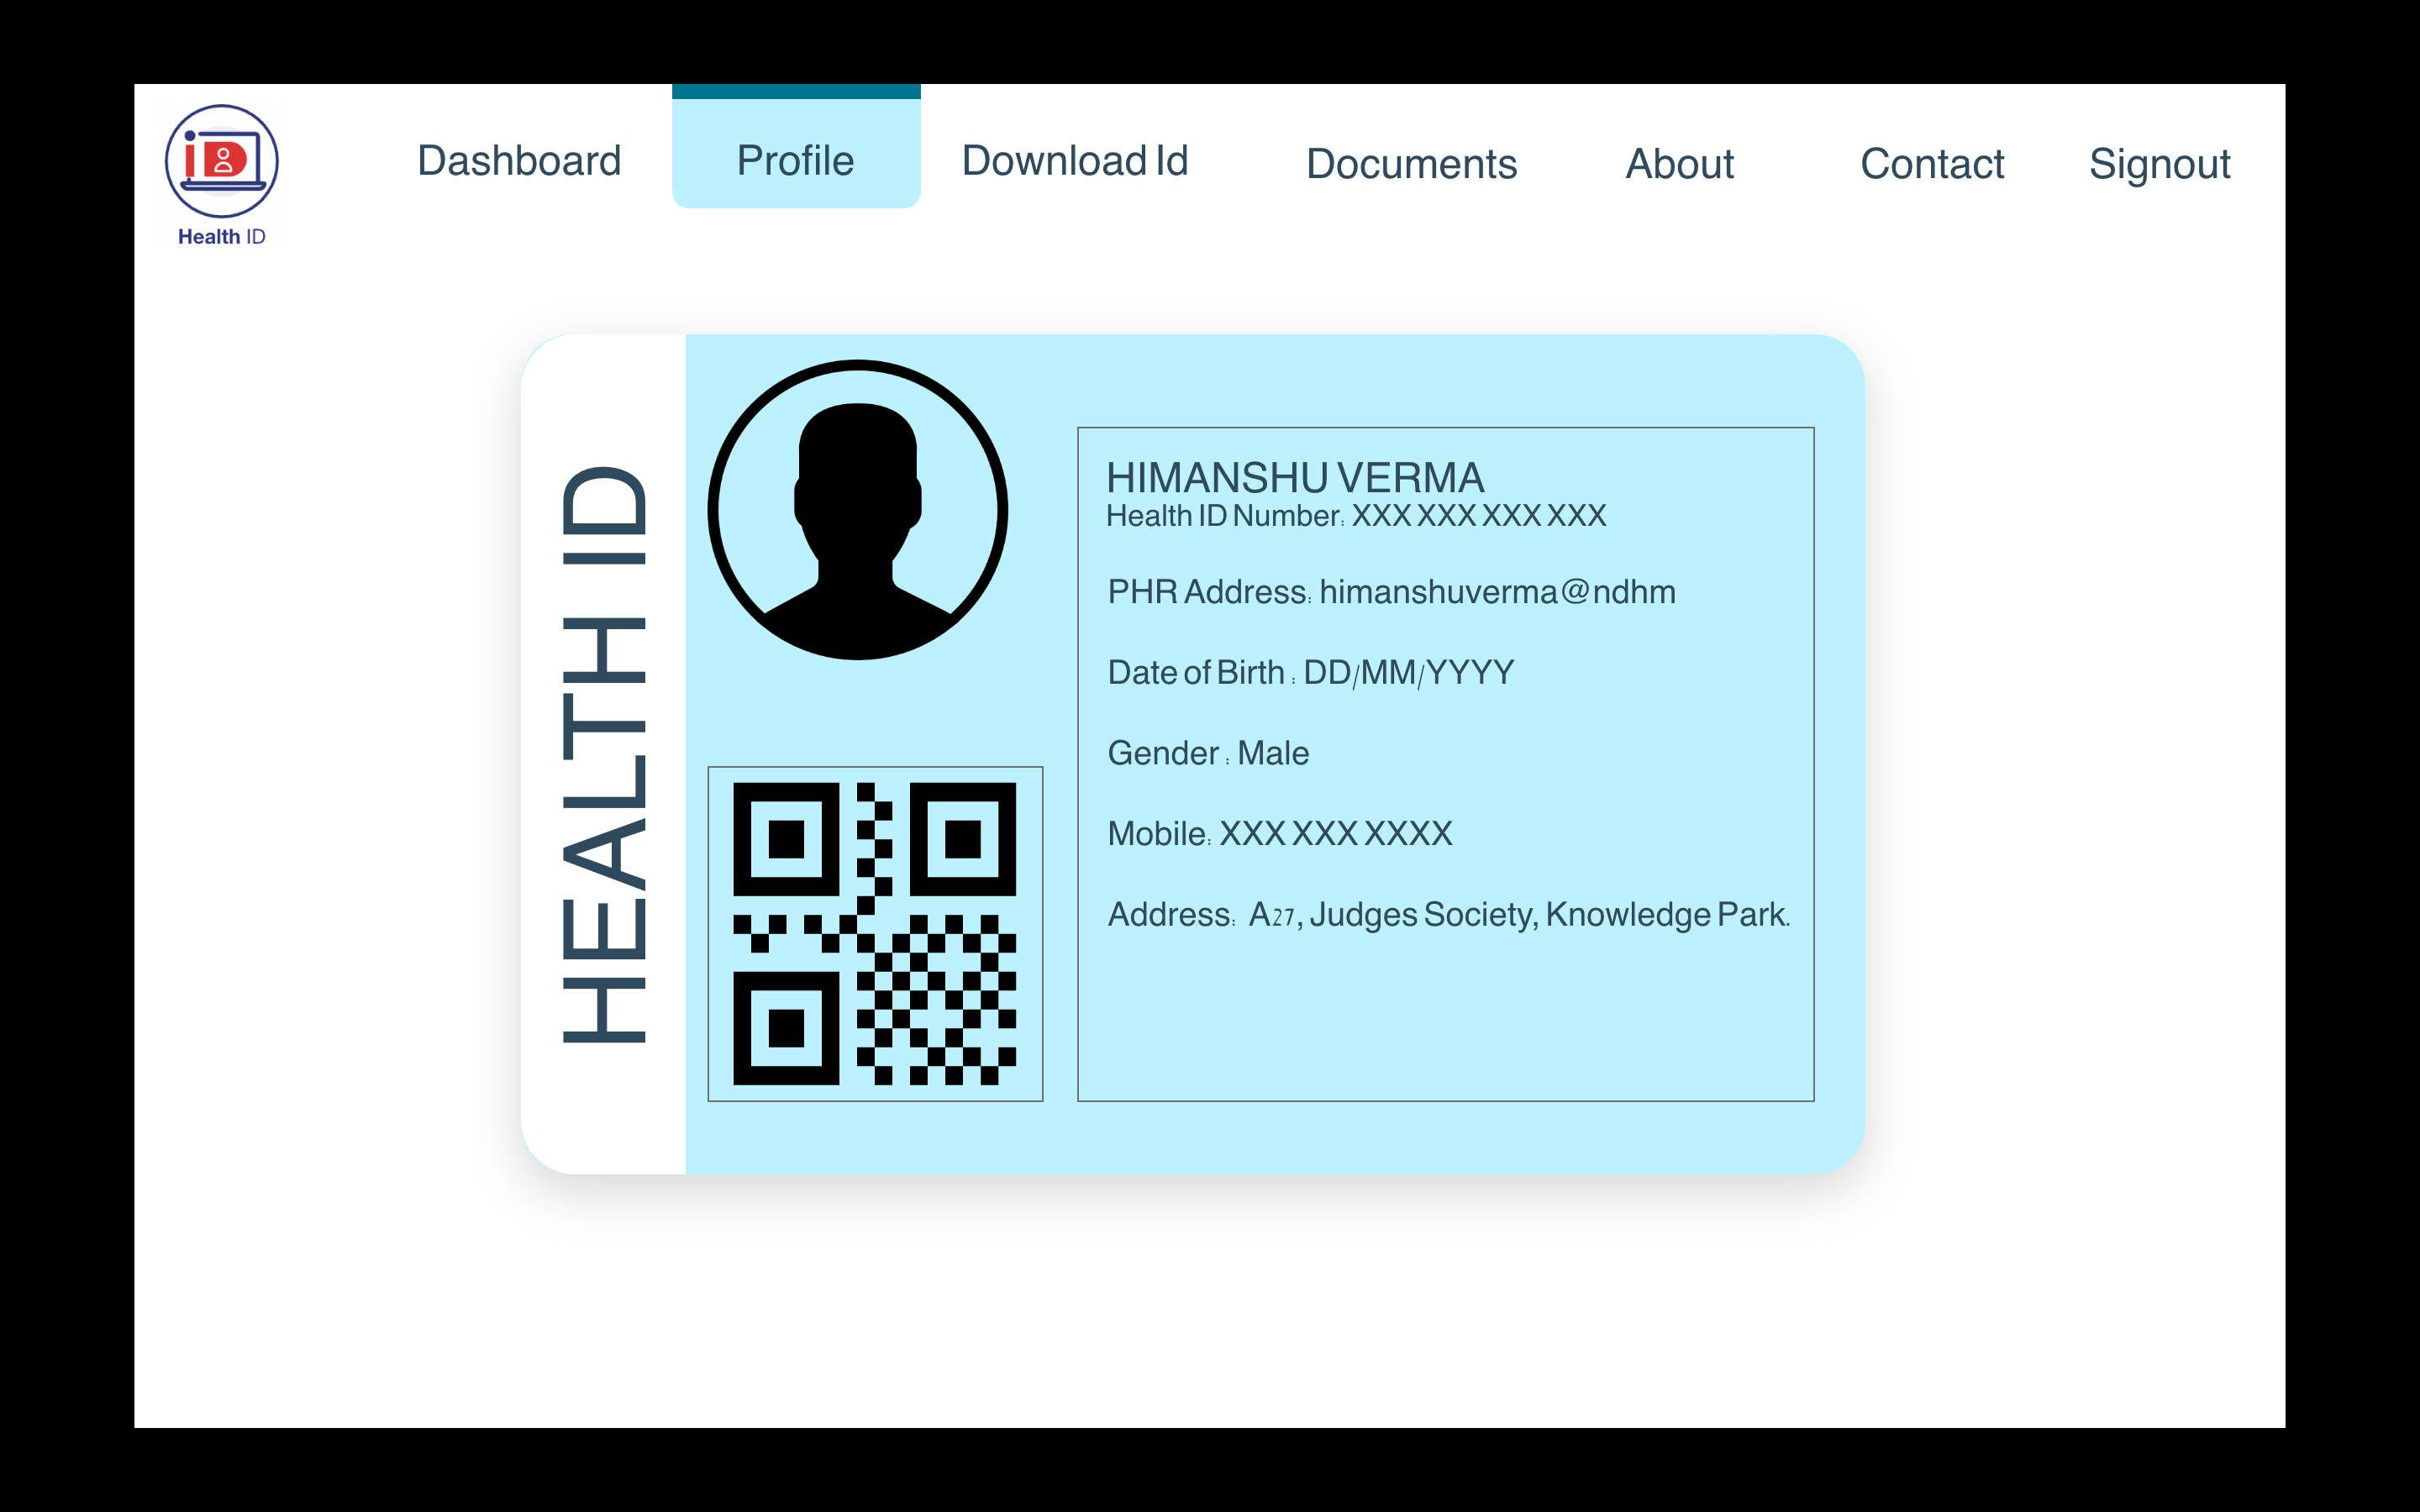 Dashboard Profile Download Id Documents About Contact Signout
Health ID
HEALTH ID
HIMANSHU VERMA
Health ID Number: XXX XXX XXX XXX
PHR Address: himanshuverma@ndhm
Date of Birth : DD/MM/YYYY
Gender : Male
Mobile: XXX XXX XXXX
Address: A27, Judges Society, Knowledge Park.